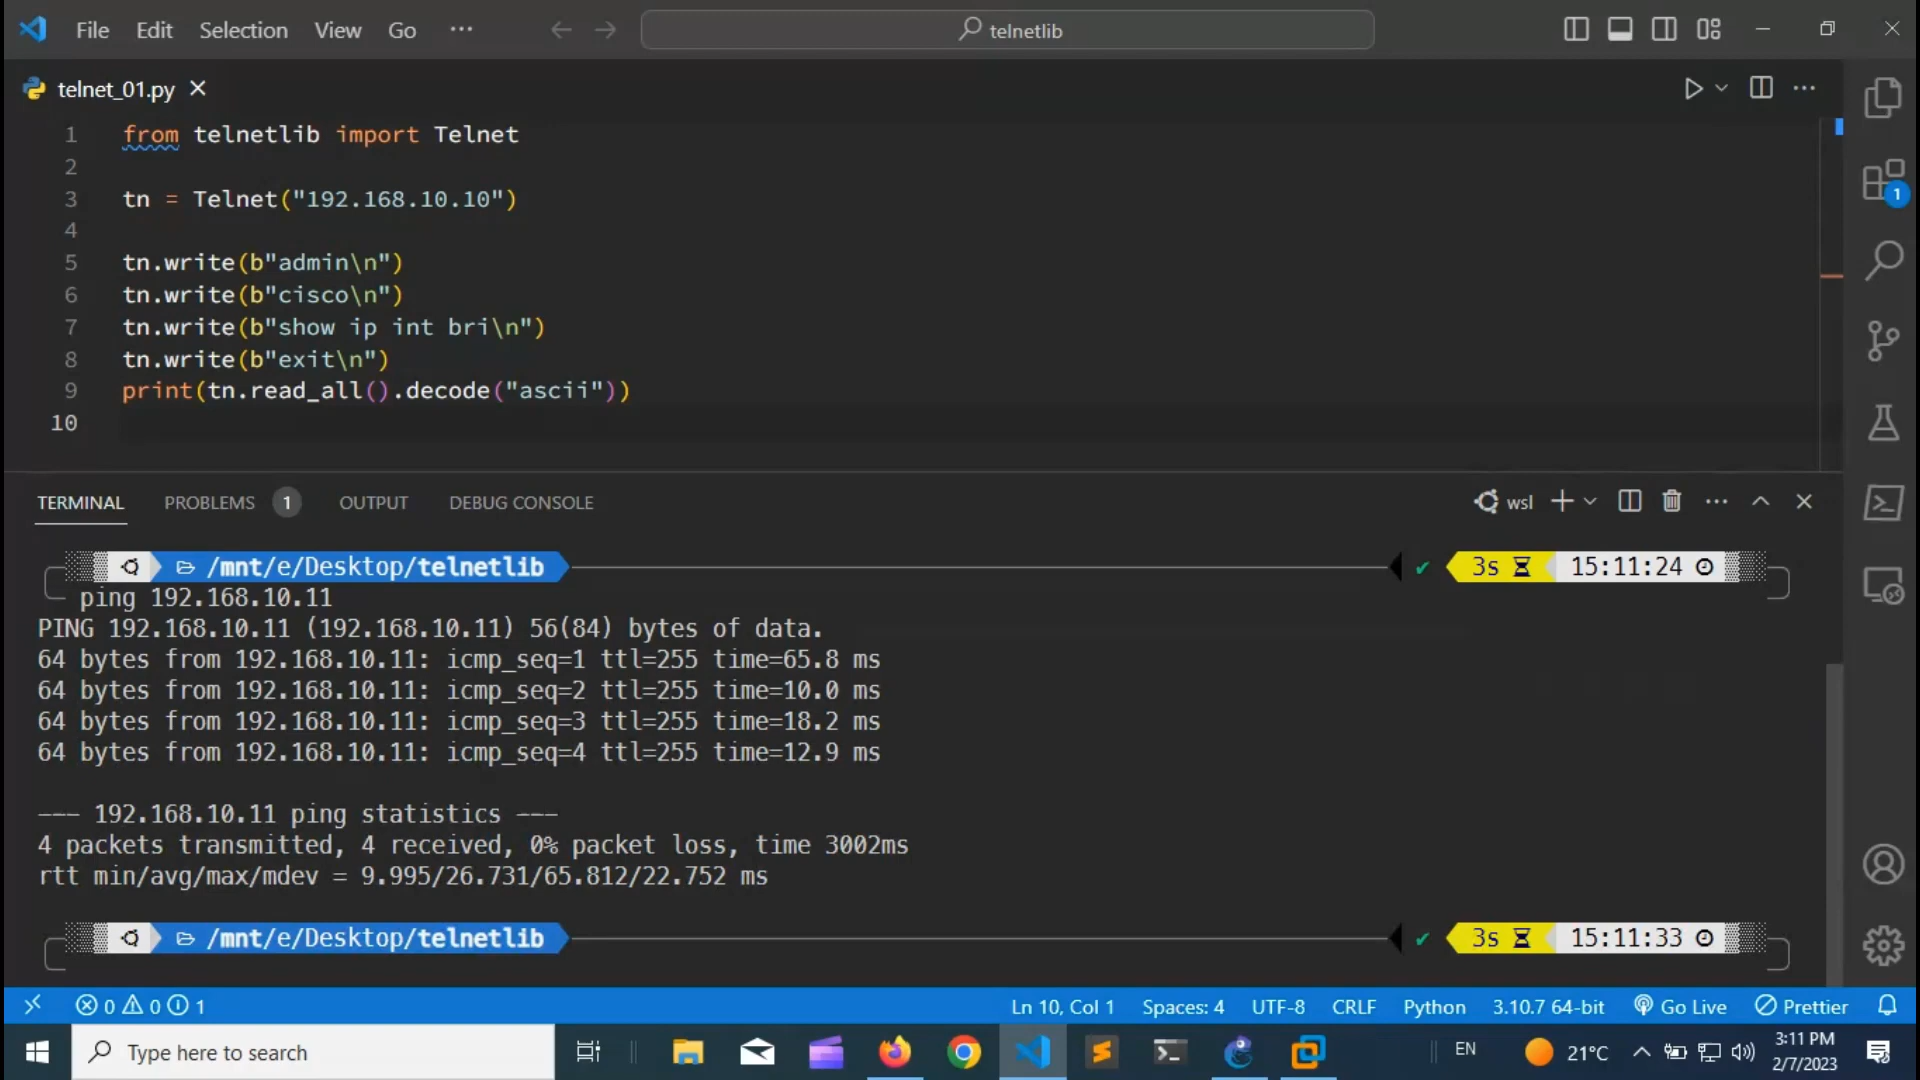 File Edit Selection View Go ··· telnetlib
telnet_01.py
1 from telnetlib import Telnet
2
3 tn = Telnet("192.168.10.10")
4
5 tn.write(b"admin\n")
6 tn.write(b"cisco\n")
7 tn.write(b"show ip int bri\n")
8 tn.write(b"exit\n")
9 print(tn.read_all().decode("ascii"))
10
1
TERMINAL PROBLEMS 1 OUTPUT DEBUG CONSOLE wsl
/mnt/e/Desktop/telnetlib 3s 15:11:24
ping 192.168.10.11
PING 192.168.10.11 (192.168.10.11) 56(84) bytes of data.
64 bytes from 192.168.10.11: icmp_seq=1 ttl=255 time=65.8 ms
64 bytes from 192.168.10.11: icmp_seq=2 ttl=255 time=10.0 ms
64 bytes from 192.168.10.11: icmp_seq=3 ttl=255 time=18.2 ms
64 bytes from 192.168.10.11: icmp_seq=4 ttl=255 time=12.9 ms
--- 192.168.10.11 ping statistics ---
4 packets transmitted, 4 received, 0% packet loss, time 3002ms
rtt min/avg/max/mdev = 9.995/26.731/65.812/22.752 ms
/mnt/e/Desktop/telnetlib 3s 15:11:33
0 0 1 Ln 10, Col 1 Spaces: 4 UTF-8 CRLF Python 3.10.7 64-bit Go Live Prettier
Type here to search EN 21°C 3:11 PM
2/7/2023